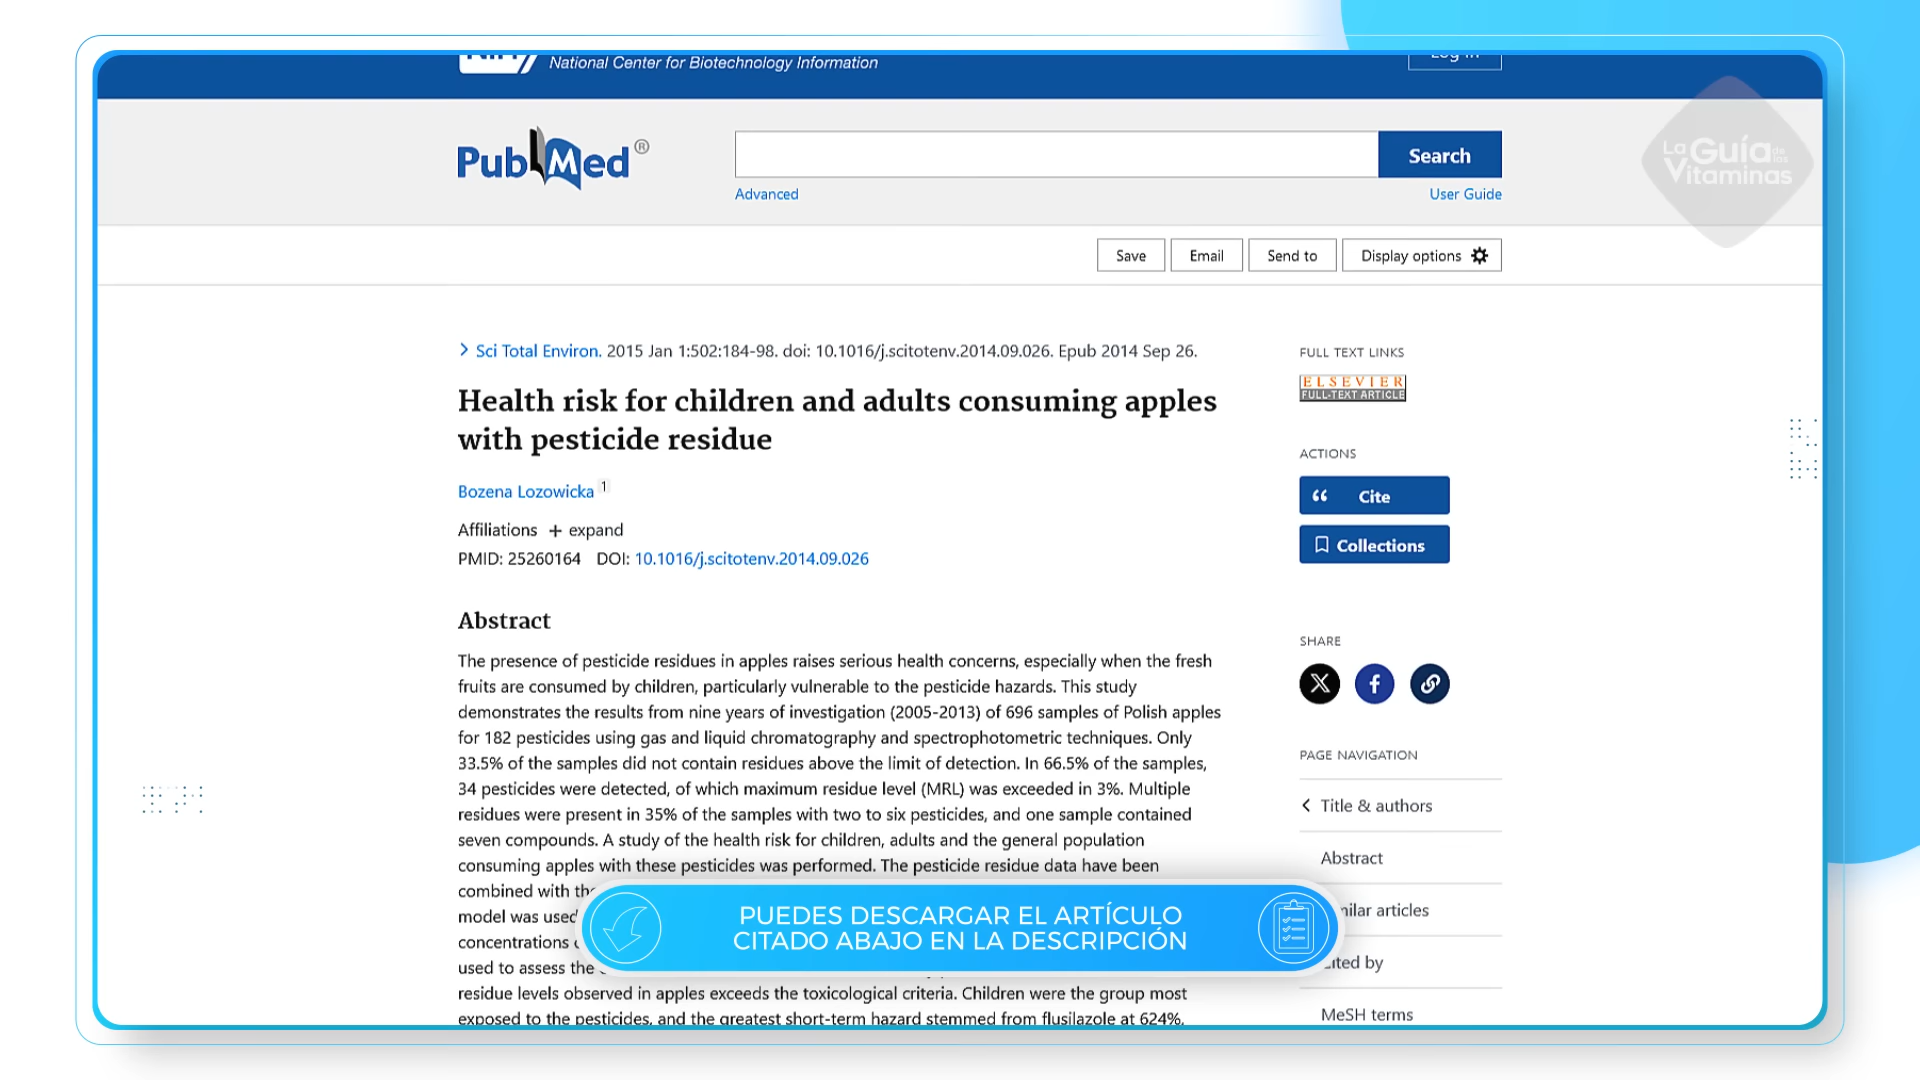 National Center for Biotechnology Information
Log in
PubMed®
Search
Advanced
User Guide
La Guía de las Vitaminas
Save
Email
Send to
Display options
Sci Total Environ. 2015 Jan 1:502:184-98. doi: 10.1016/j.scitotenv.2014.09.026. Epub 2014 Sep 26.
Health risk for children and adults consuming apples
with pesticide residue
Bozena Lozowicka 1
Affiliations + expand
PMID: 25260164 DOI: 10.1016/j.scitotenv.2014.09.026
Abstract
The presence of pesticide residues in apples raises serious health concerns, especially when the fresh
fruits are consumed by children, particularly vulnerable to the pesticide hazards. This study
demonstrates the results from nine years of investigation (2005-2013) of 696 samples of Polish apples
for 182 pesticides using gas and liquid chromatography and spectrophotometric techniques. Only
33.5% of the samples did not contain residues above the limit of detection. In 66.5% of the samples,
34 pesticides were detected, of which maximum residue level (MRL) was exceeded in 3%. Multiple
residues were present in 35% of the samples with two to six pesticides, and one sample contained
seven compounds. A study of the health risk for children, adults and the general population
consuming apples with these pesticides was performed. The pesticide residue data have been
combined with the
model was used
concentrations
used to assess the
residue levels observed in apples exceeds the toxicological criteria. Children were the group most
exposed to the pesticides, and the greatest short-term hazard stemmed from flusilazole at 624%,
FULL TEXT LINKS
ELSEVIER
FULL-TEXT ARTICLE
ACTIONS
Cite
Collections
SHARE
PAGE NAVIGATION
Title & authors
Abstract
articles
by
MeSH terms
PUEDES DESCARGAR EL ARTÍCULO
CITADO ABAJO EN LA DESCRIPCIÓN